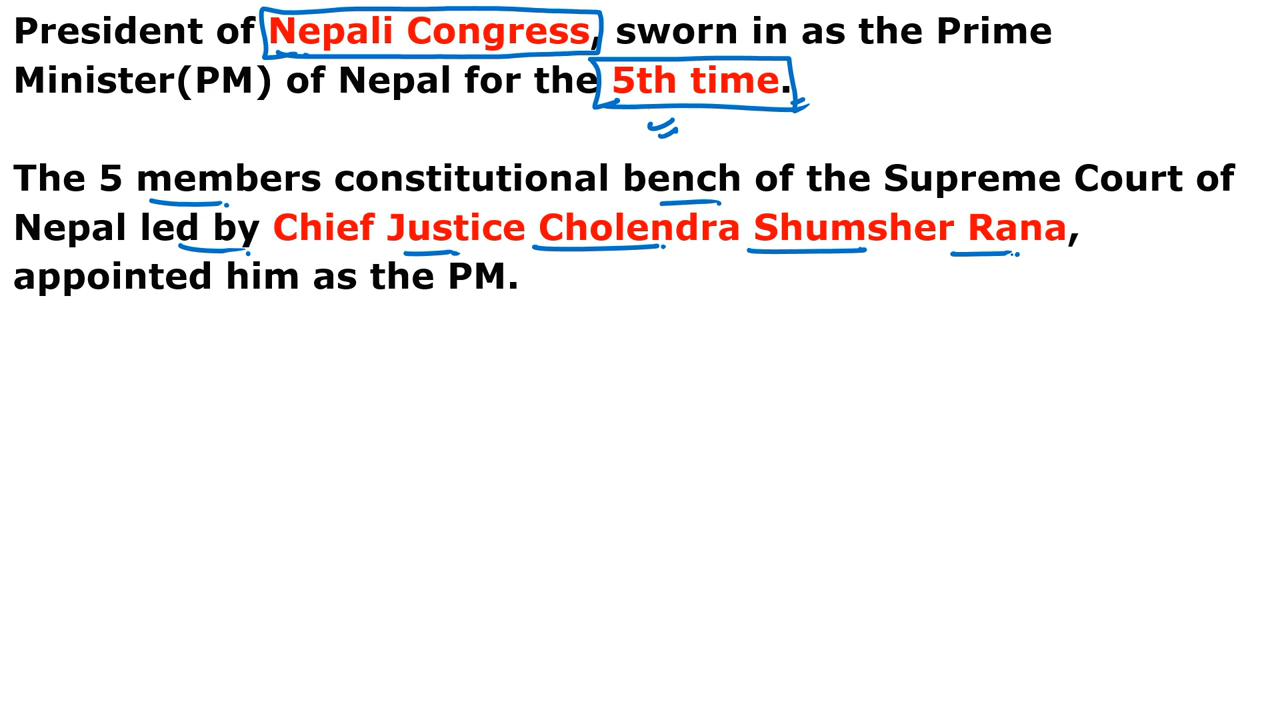 President of Nepali Congress, sworn in as the Prime
Minister(PM) of Nepal for the 5th time.
The 5 members constitutional bench of the Supreme Court of
Nepal led by Chief Justice Cholendra Shumsher Rana,
appointed him as the PM.